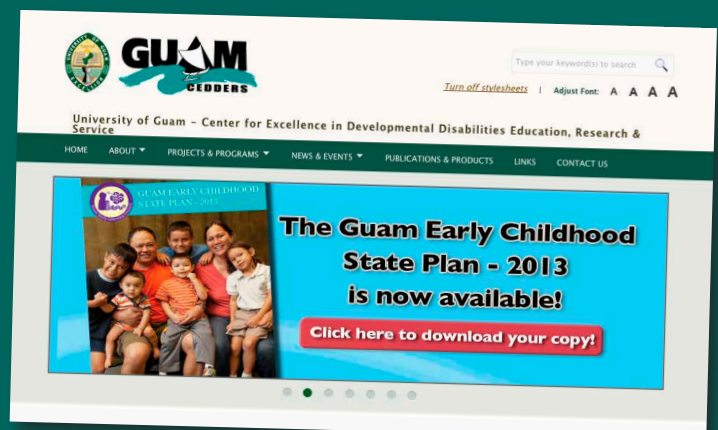 UNIVERSITY OF GUAM
GUAM
CEDDERS
Type your keyword(s) to search
Turn off stylesheets | Adjust Font: A A A A
University of Guam – Center for Excellence in Developmental Disabilities Education, Research &
Service
HOME ABOUT PROJECTS & PROGRAMS NEWS & EVENTS PUBLICATIONS & PRODUCTS LINKS CONTACT US
GUAM EARLY CHILDHOOD
STATE PLAN - 2013
The Guam Early Childhood
State Plan - 2013
is now available!
Click here to download your copy!